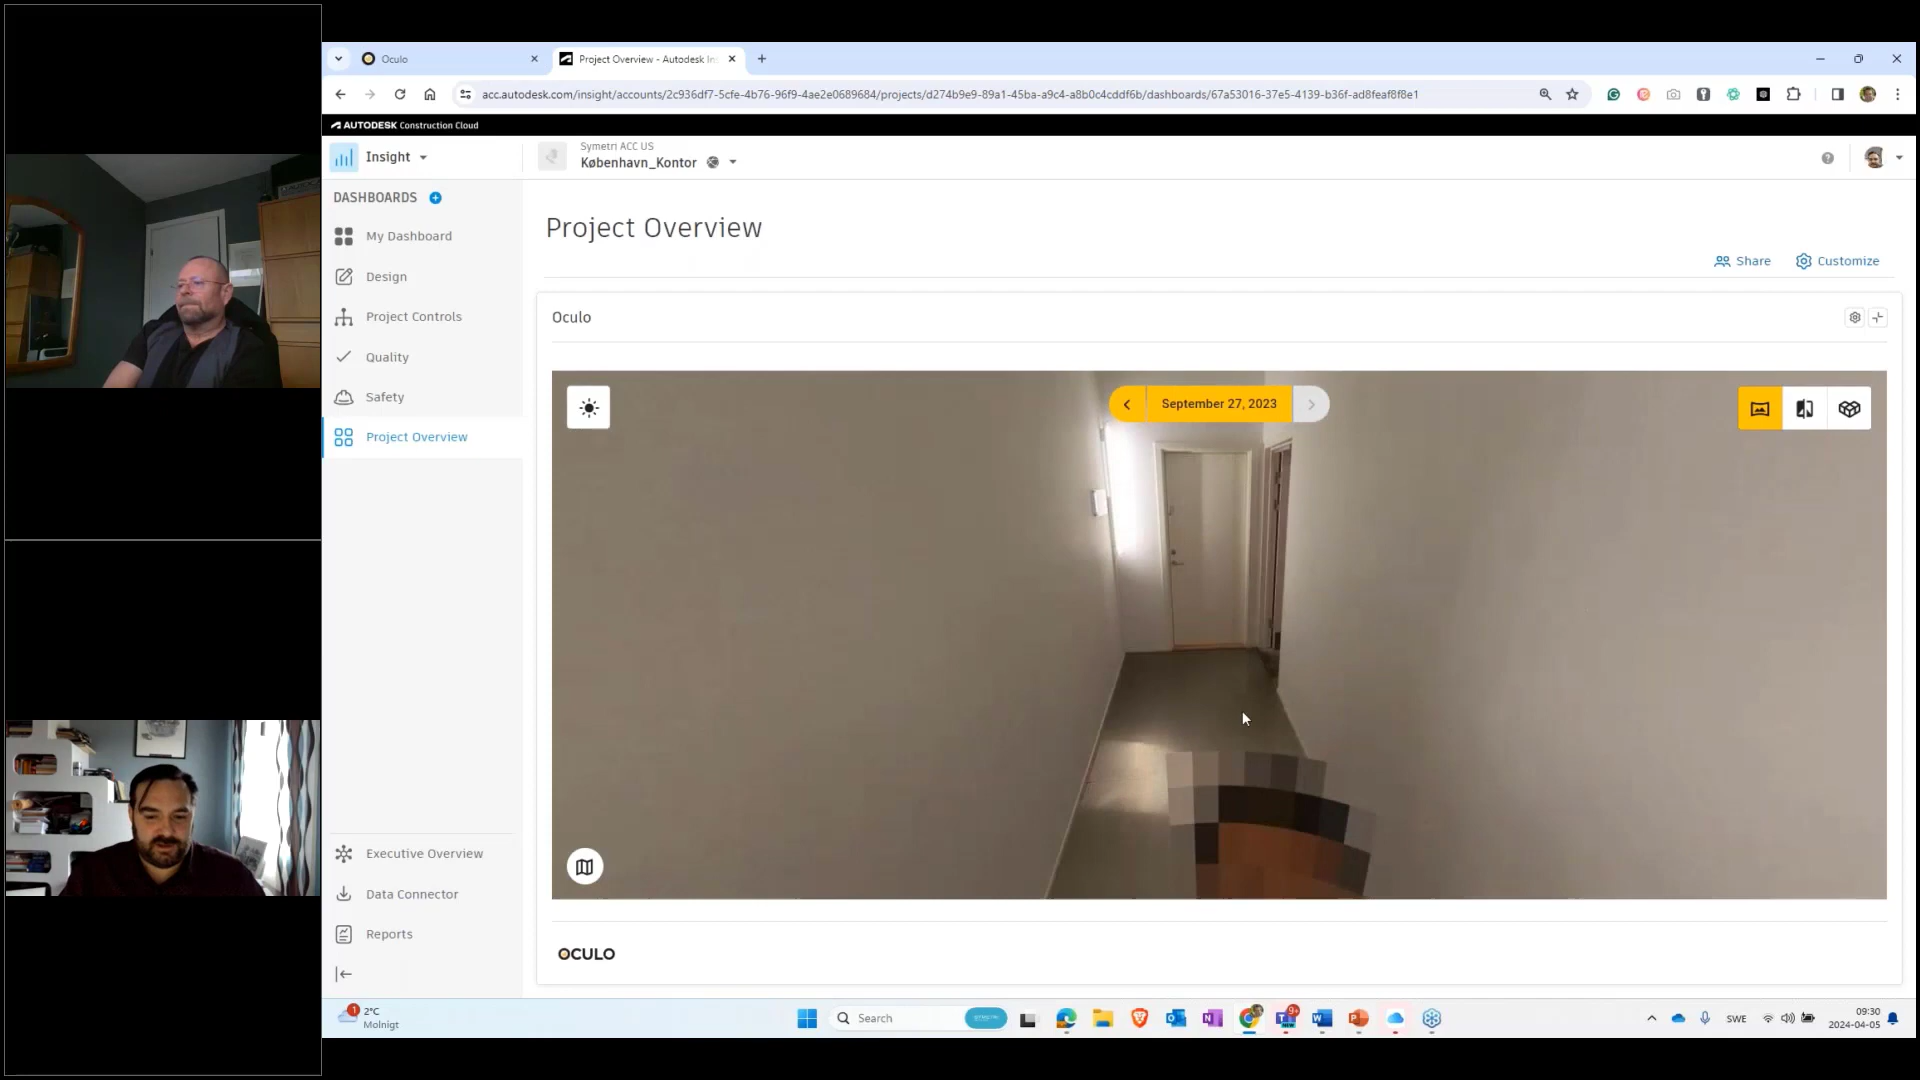 Oculo
Project Overview - Autodesk In
acc.autodesk.com/insight/accounts/2c936df7-5cfe-4b76-96f9-4ae2e0689684/projects/d274b9e9-89a1-45ba-a9c4-a8b0c4cddf6b/dashboards/67a53016-37e5-4139-b36f-ad8feaf8f8e1
AUTODESK Construction Cloud
Insight
Symetri ACC US
København_Kontor
DASHBOARDS
My Dashboard
Design
Project Controls
Quality
Safety
Project Overview
Executive Overview
Data Connector
Reports
Project Overview
Share
Customize
Oculo
September 27, 2023
OCULO
1
2°C
Molnigt
Search
9+
SWE
09:30
2024-04-05